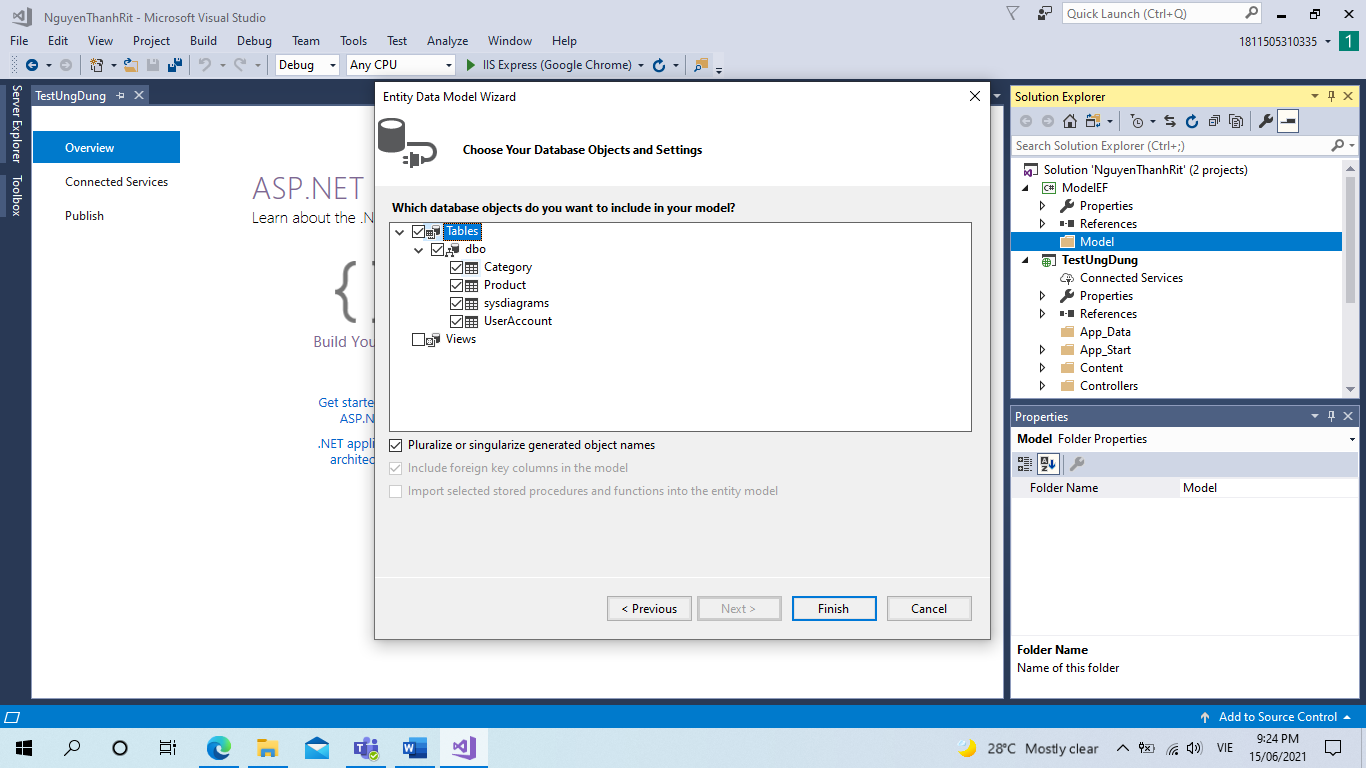 NguyenThanhRit - Microsoft Visual Studio
Quick Launch (Ctrl+Q)
File Edit View Project Build Debug Team Tools Test Analyze Window Help
1811505310335
1
Debug
Any CPU
IIS Express (Google Chrome)
Server Explorer
Toolbox
TestUngDung
Overview
Connected Services
Publish
ASP.NET
Learn about the .N
Build You
Get starte
ASP.N
.NET appli
architec
Entity Data Model Wizard
Choose Your Database Objects and Settings
Which database objects do you want to include in your model?
Tables
dbo
Category
Product
sysdiagrams
UserAccount
Views
Pluralize or singularize generated object names
Include foreign key columns in the model
Import selected stored procedures and functions into the entity model
< Previous
Next >
Finish
Cancel
Solution Explorer
Search Solution Explorer (Ctrl+;)
Solution 'NguyenThanhRit' (2 projects)
ModelEF
Properties
References
Model
TestUngDung
Connected Services
Properties
References
App_Data
App_Start
Content
Controllers
Properties
Model Folder Properties
Folder Name Model
Folder Name
Name of this folder
Add to Source Control
28°C Mostly clear
VIE
9:24 PM
15/06/2021